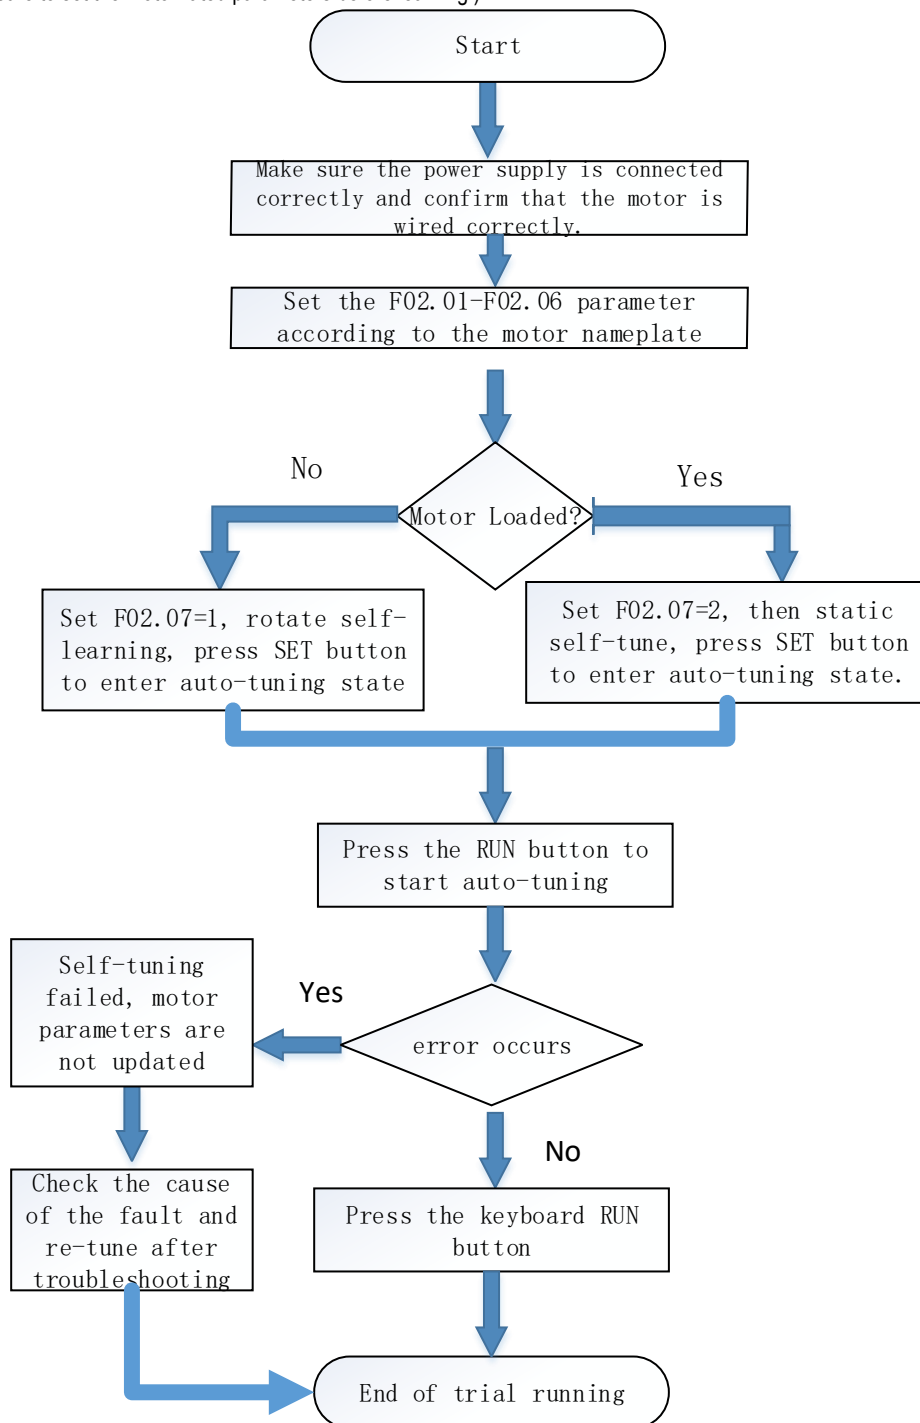 Start
Make sure the power supply is connected
correctly and confirm that the motor is
wired correctly.
Set the F02.01-F02.06 parameter
according to the motor nameplate
No
Yes
Motor Loaded?
Set F02.07=1, rotate self-
learning, press SET button
to enter auto-tuning state
Set F02.07=2, then static
self-tune, press SET button
to enter auto-tuning state.
Press the RUN button to
start auto-tuning
Self-tuning
failed, motor
parameters are
not updated
Yes
error occurs
No
Check the cause
of the fault and
re-tune after
troubleshooting
Press the keyboard RUN
button
End of trial running